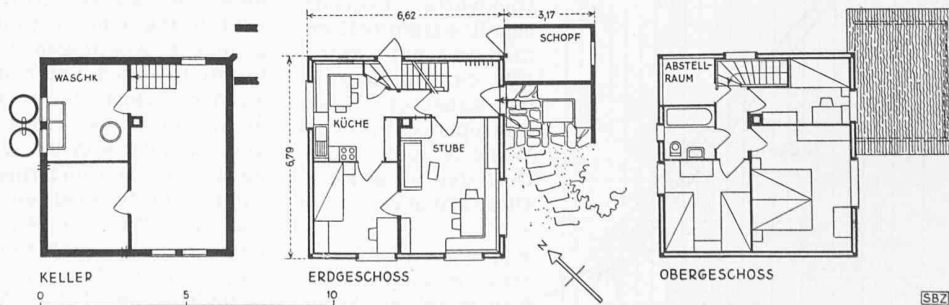 6,62
3,17
6,79
WASCHK
KÜCHE
STUBE
SCHOPF
ABSTELL-
RAUM
N
KELLER
ERDGESCHOSS
OBERGESCHOSS
0 5 10
SBZ